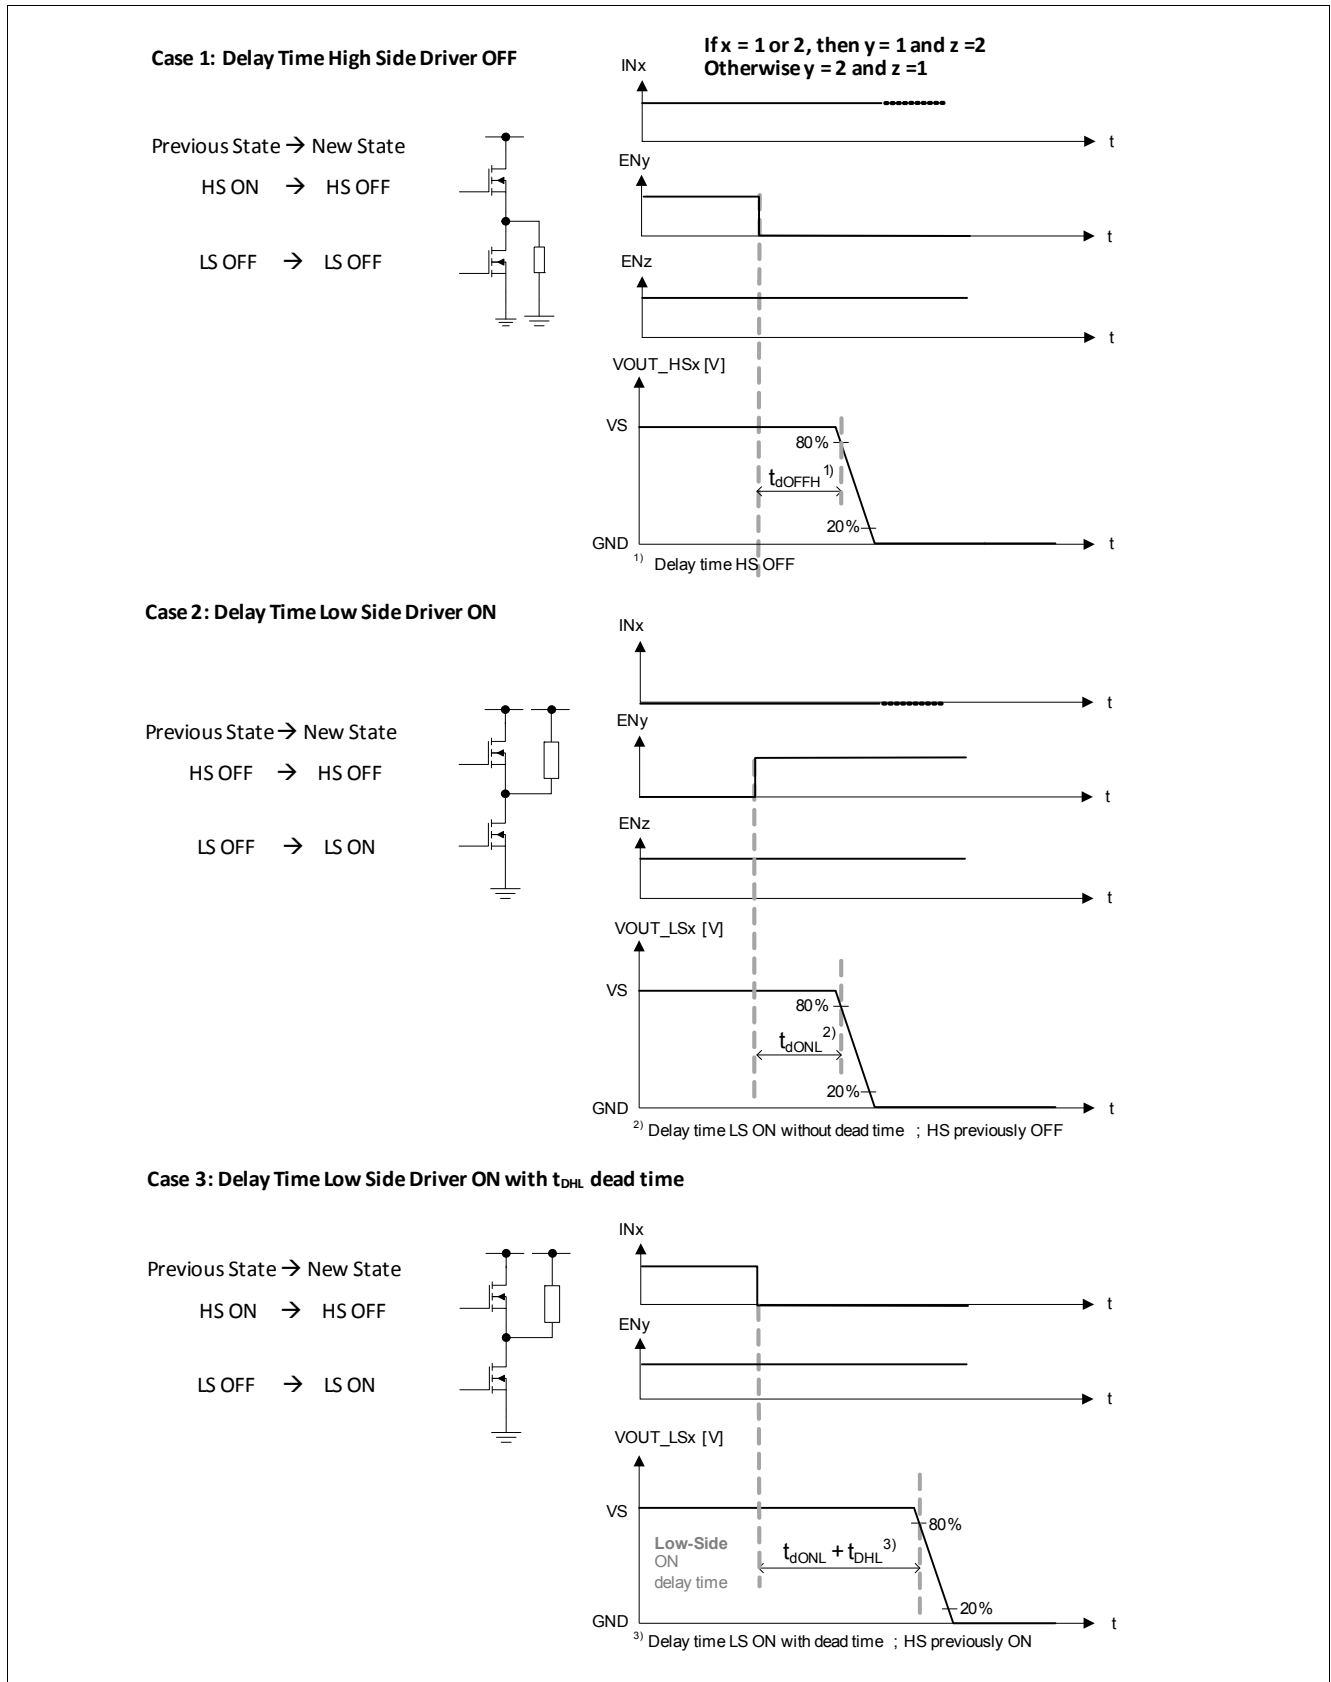 Case 1: Delay Time High Side Driver OFF
If x = 1 or 2, then y = 1 and z =2
Otherwise y = 2 and z =1
INx
t
Previous State → New State
HS ON → HS OFF
LS OFF → LS OFF
ENy
t
ENz
t
VOUT_HSx [V]
VS
80%
tdOFFH 1)
20%
GND
t
1) Delay time HS OFF
Case 2: Delay Time Low Side Driver ON
INx
t
Previous State → New State
HS OFF → HS OFF
LS OFF → LS ON
ENy
t
ENz
t
VOUT_LSx [V]
VS
80%
tdONL 2)
20%
GND
t
2) Delay time LS ON without dead time ; HS previously OFF
Case 3: Delay Time Low Side Driver ON with tDHL dead time
INx
t
Previous State → New State
HS ON → HS OFF
LS OFF → LS ON
ENy
t
VOUT_LSx [V]
VS
80%
Low-Side
ON
delay time
tdONL + tDHL 3)
20%
GND
t
3) Delay time LS ON with dead time ; HS previously ON